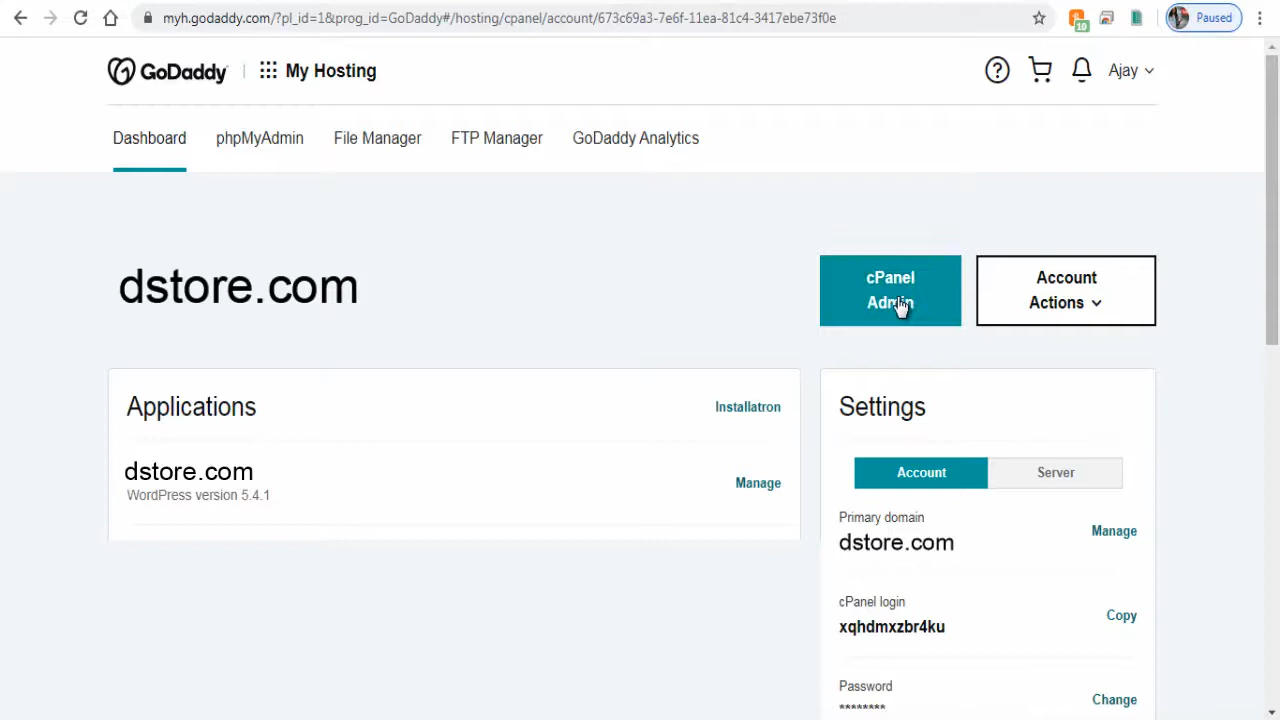 myh.godaddy.com/?pl_id=1&prog_id=GoDaddy#/hosting/cpanel/account/673c69a3-7e6f-11ea-81c4-3417ebe73f0e
10
Paused
GoDaddy
My Hosting
?
Ajay
Dashboard
phpMyAdmin
File Manager
FTP Manager
GoDaddy Analytics
dstore.com
cPanel
Admin
Account
Actions
Applications
Installatron
dstore.com
WordPress version 5.4.1
Manage
Settings
Account
Server
Primary domain
dstore.com
Manage
cPanel login
xqhdmxzbr4ku
Copy
Password
********
Change